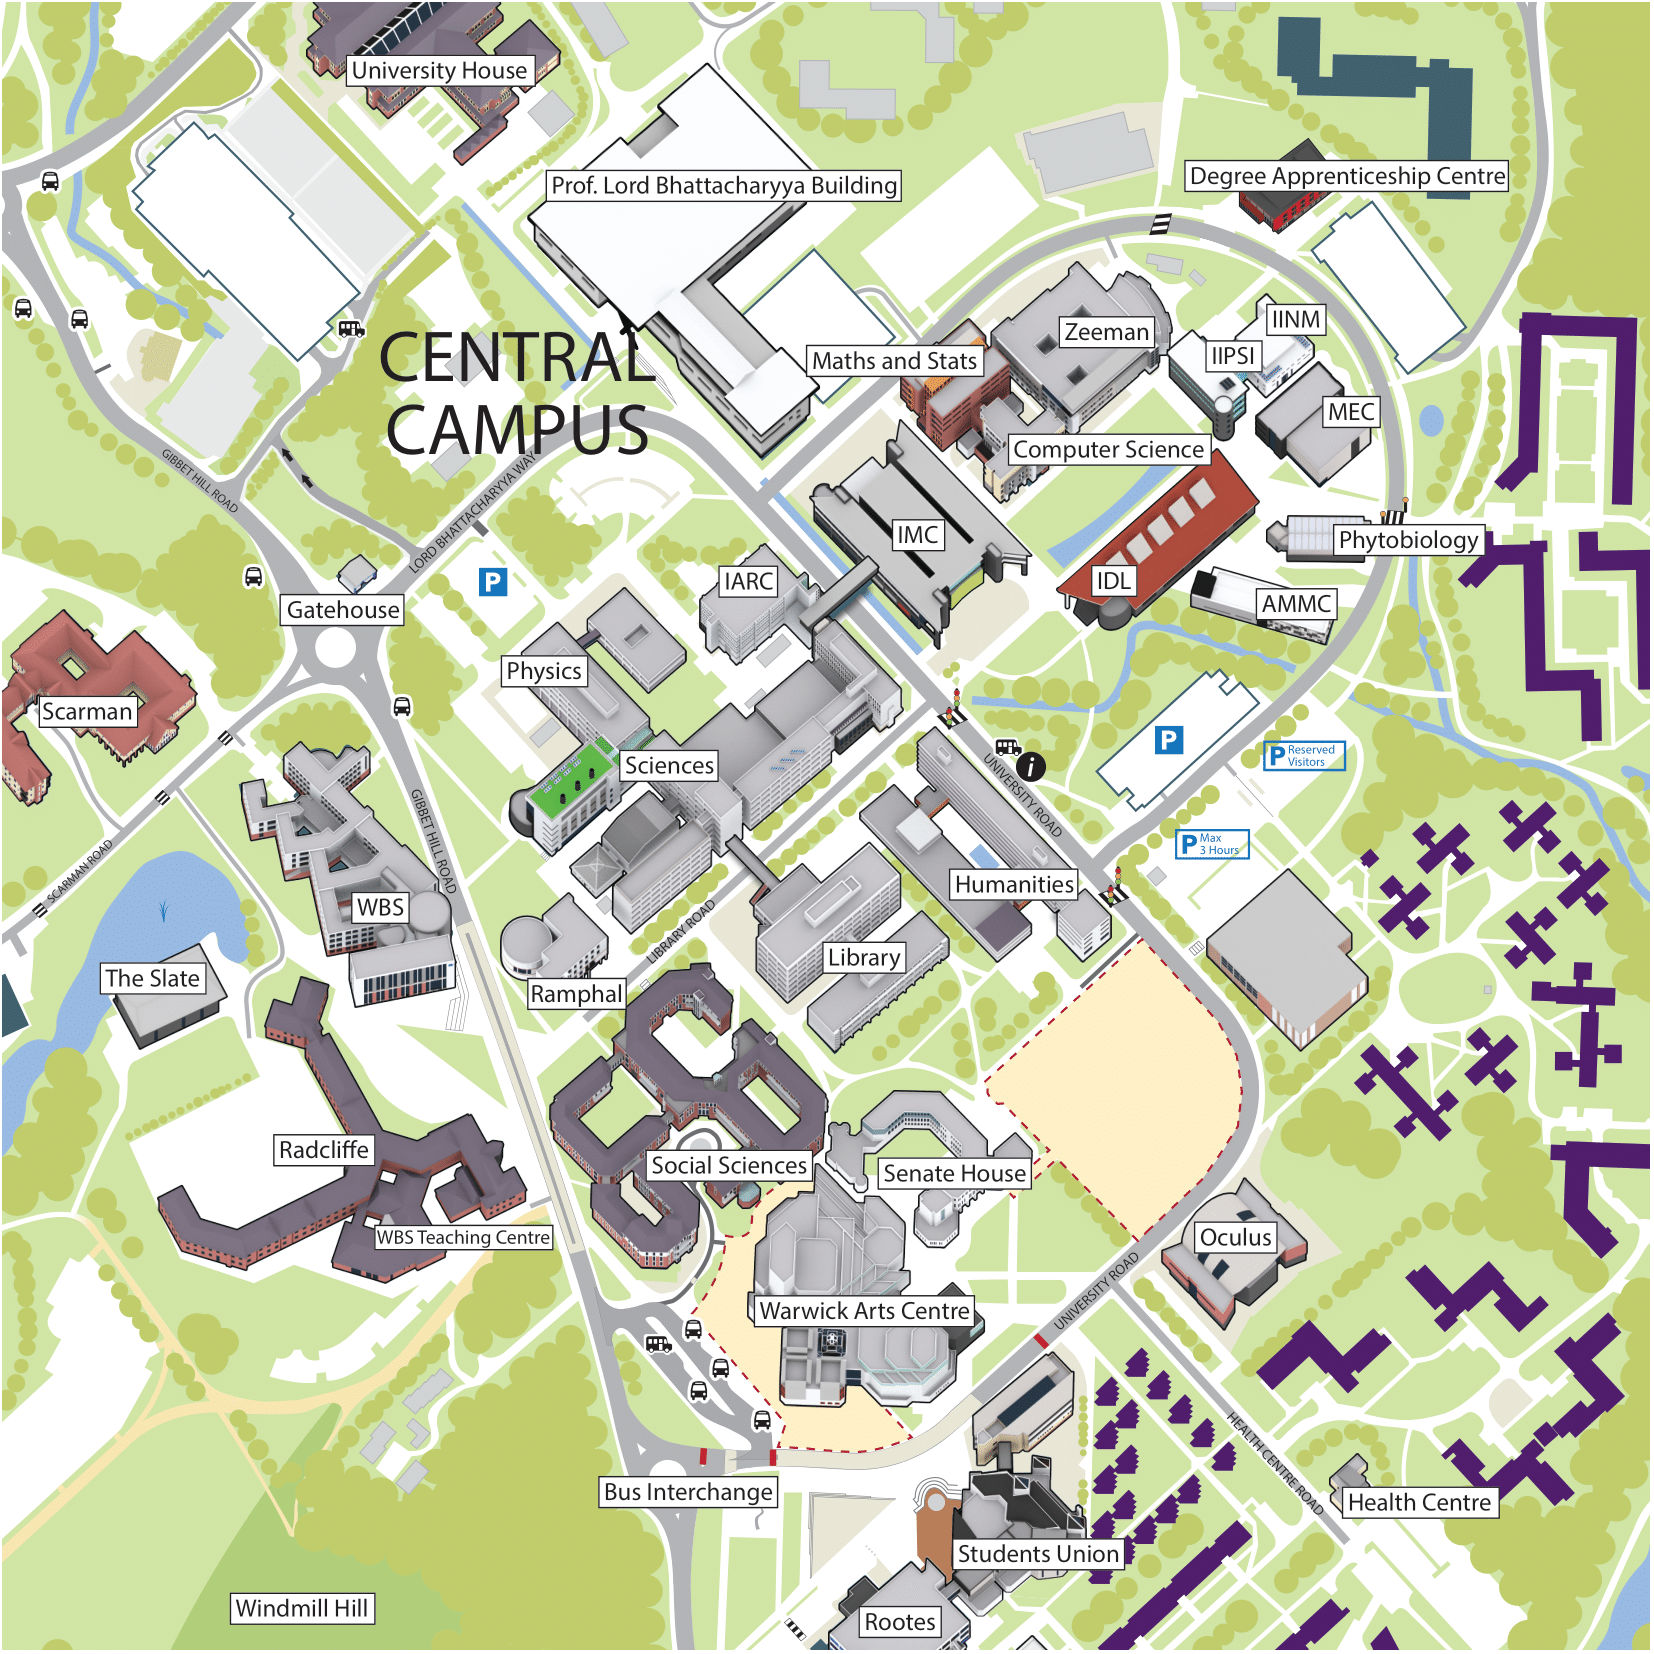 University House
Prof. Lord Bhattacharyya Building
Degree Apprenticeship Centre
CENTRAL
CAMPUS
Zeeman
IINM
Maths and Stats
IIPSI
MEC
Computer Science
GIBBET HILL ROAD
LORD BHATTACHARYYA WAY
IMC
Phytobiology
P
IARC
IDL
AMMC
Gatehouse
Physics
Scarman
P
P Reserved
Visitors
Sciences
i
UNIVERSITY ROAD
GIBBET HILL ROAD
P Max
3 Hours
SCARMAN ROAD
WBS
Humanities
LIBRARY ROAD
Library
The Slate
Ramphal
Radcliffe
Social Sciences
Senate House
WBS Teaching Centre
Oculus
UNIVERSITY ROAD
Warwick Arts Centre
HEALTH CENTRE ROAD
Bus Interchange
Health Centre
Students Union
Windmill Hill
Rootes